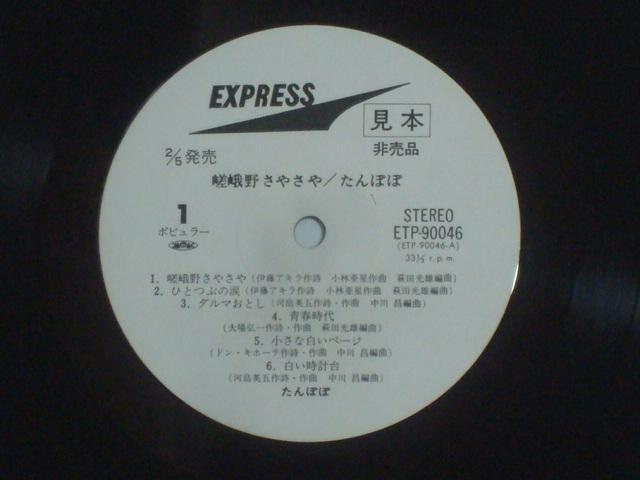 EXPRESS
見本
非売品
2/5発売
嵯峨野さやさや/たんぽぽ
1
ポピュラー
STEREO
ETP-90046
(ETP-90046-A)
33⅓ r.p.m.
1. 嵯峨野さやさや(伊藤アキラ作詩 小林亜星作曲 萩田光雄編曲)
2. ひとつぶの涙(伊藤アキラ作詩 小林亜星作曲 萩田光雄編曲)
3. ダルマおとし(河島英五作詩・作曲 中川 昌編曲)
4. 青春時代
(大場弘一作詩・作曲 萩田光雄編曲)
5. 小さな白いページ
(ドン・キホーテ作詩・作曲 中川 昌編曲)
6. 白い時計台
(河島英五作詩・作曲 中川 昌編曲)
たんぽぽ